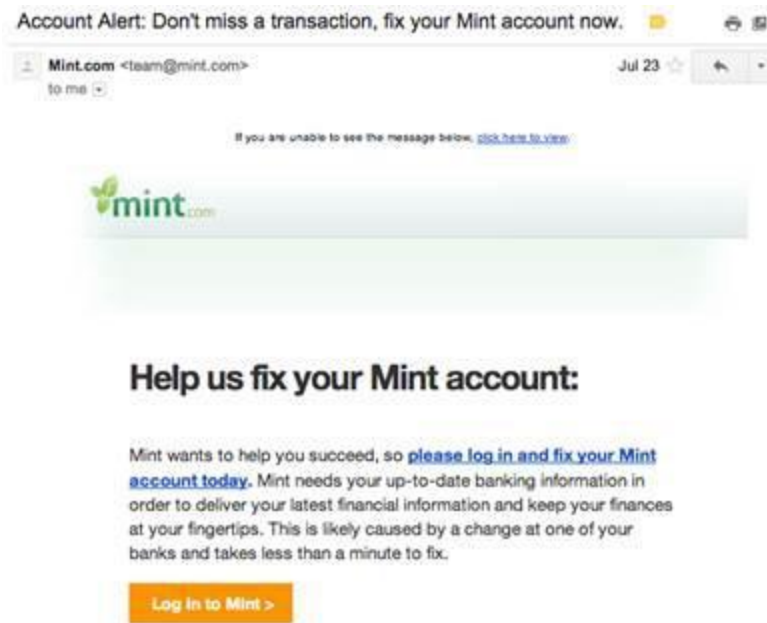 Account Alert: Don't miss a transaction, fix your Mint account now.
Mint.com <team@mint.com>
Jul 23
to me
If you are unable to see the message below, click here to view.
mint.com
Help us fix your Mint account:
Mint wants to help you succeed, so please log in and fix your Mint
account today. Mint needs your up-to-date banking information in
order to deliver your latest financial information and keep your finances
at your fingertips. This is likely caused by a change at one of your
banks and takes less than a minute to fix.
Log in to Mint >